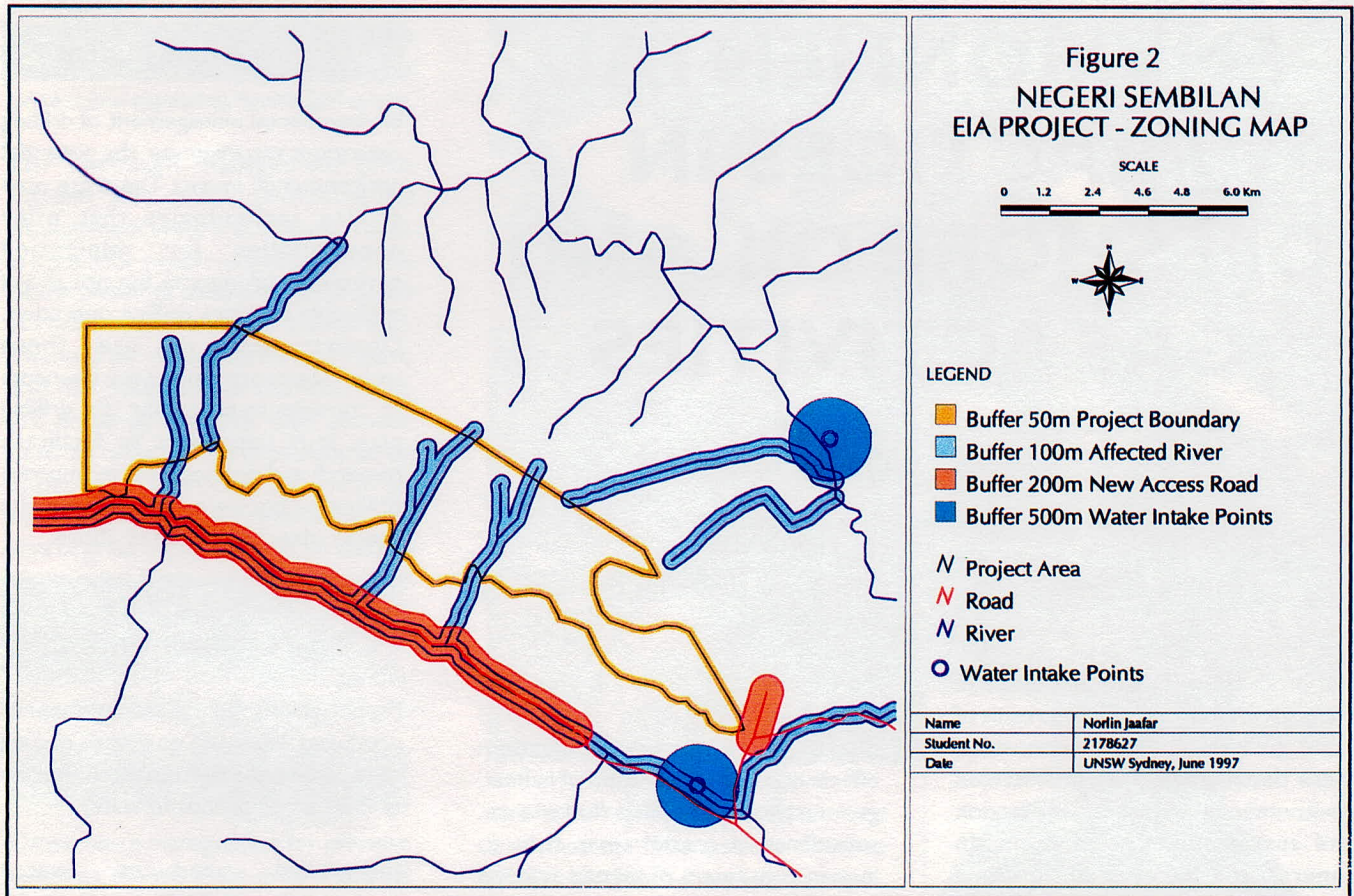 Figure 2
NEGERI SEMBILAN
EIA PROJECT - ZONING MAP
SCALE
0 1.2 2.4 4.6 4.8 6.0 Km
N
W E
S
LEGEND
Buffer 50m Project Boundary
Buffer 100m Affected River
Buffer 200m New Access Road
Buffer 500m Water Intake Points
N Project Area
N Road
N River
Water Intake Points
Name Norlin Jaafar
Student No. 2178627
Date UNSW Sydney, June 1997